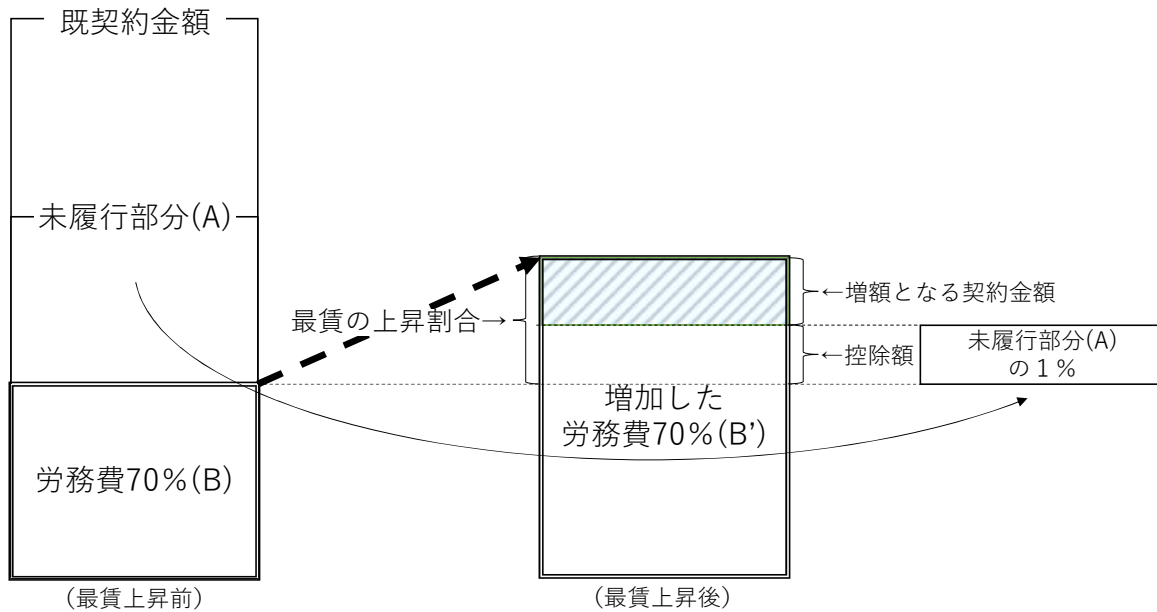 既契約金額
未履行部分(A)
最賃の上昇割合→
←増額となる契約金額
←控除額
未履行部分(A)
の１％
増加した
労務費70％(B’)
労務費70％(B)
(最賃上昇前)
(最賃上昇後)